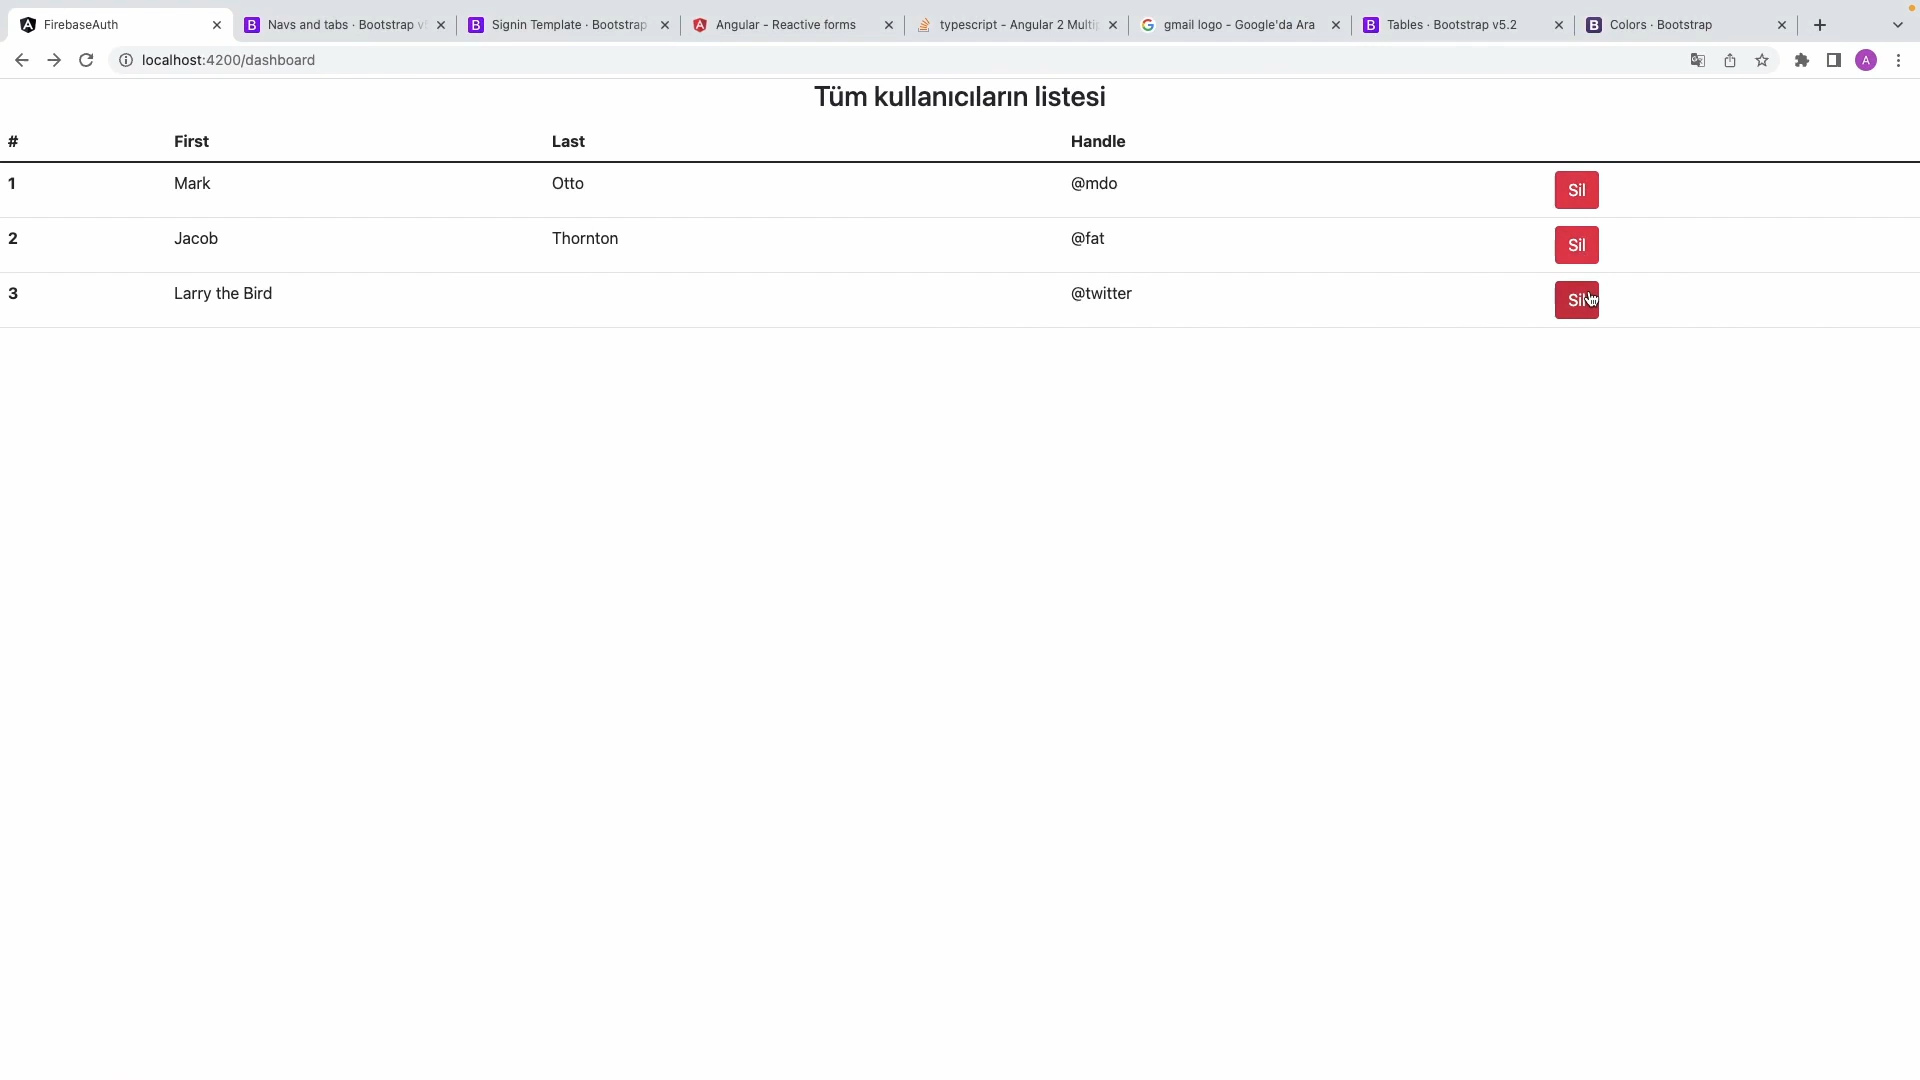 FirebaseAuth
Navs and tabs · Bootstrap v5
Signin Template · Bootstrap
Angular - Reactive forms
typescript - Angular 2 Multip
gmail logo - Google'da Ara
Tables · Bootstrap v5.2
Colors · Bootstrap
localhost:4200/dashboard
A
Tüm kullanıcıların listesi
# First Last Handle
1 Mark Otto @mdo Sil
2 Jacob Thornton @fat Sil
3 Larry the Bird @twitter Sil